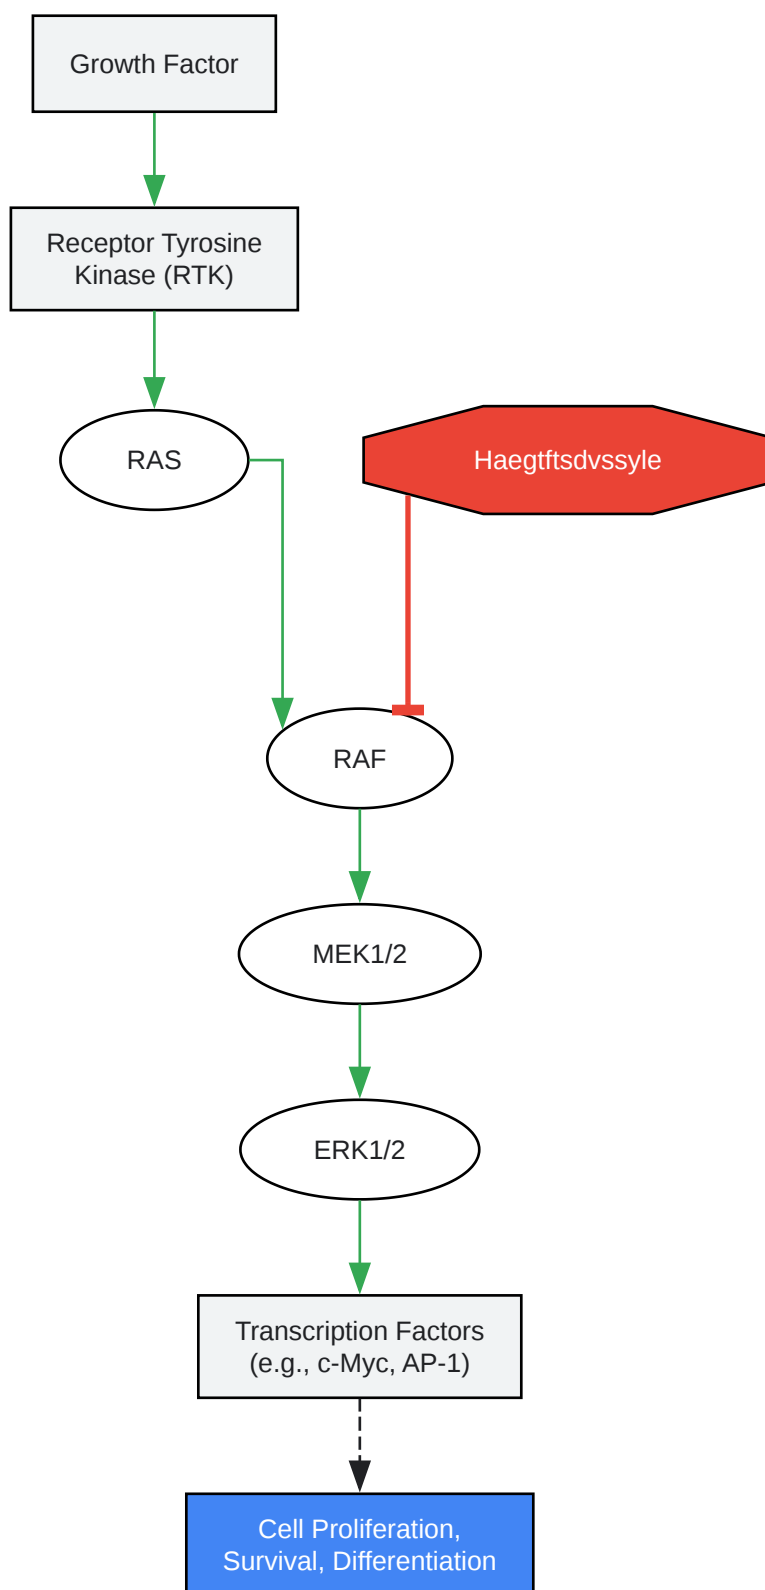 Growth Factor
Receptor Tyrosine
Kinase (RTK)
RAS
Haegtftsdvssyle
RAF
MEK1/2
ERK1/2
Transcription Factors
(e.g., c-Myc, AP-1)
Cell Proliferation,
Survival, Differentiation